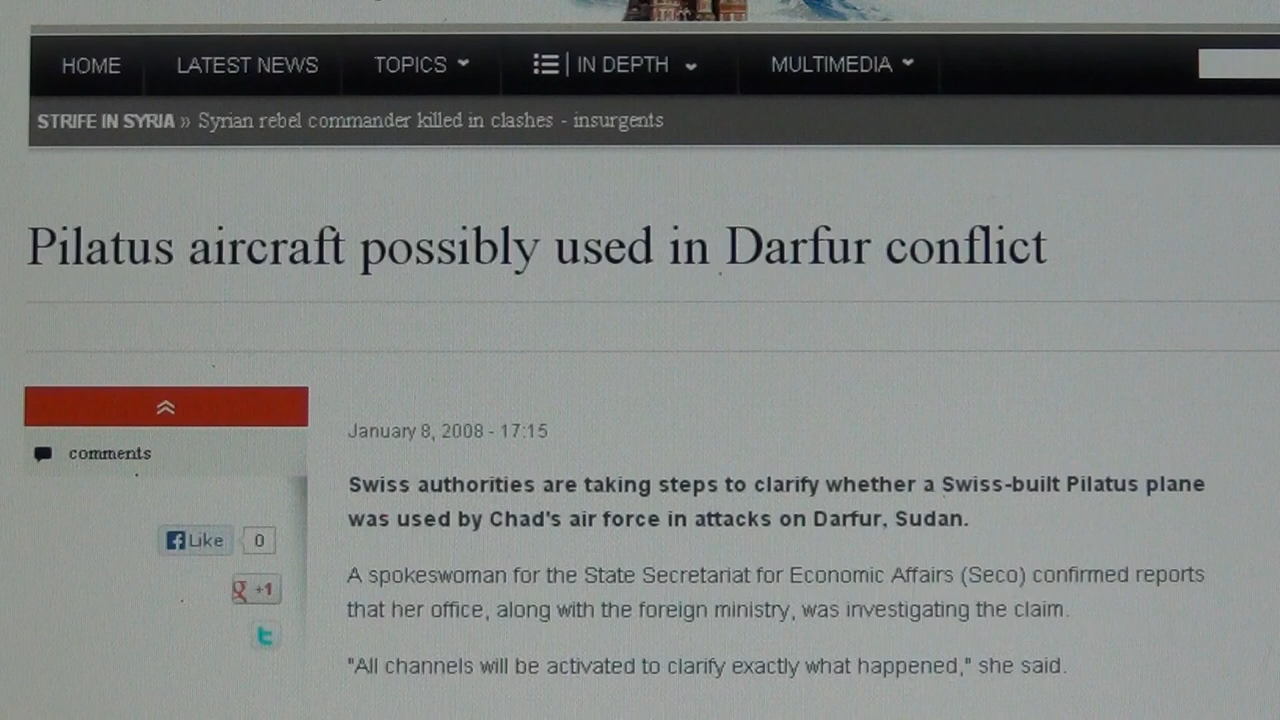 HOME LATEST NEWS TOPICS IN DEPTH MULTIMEDIA
STRIFE IN SYRIA » Syrian rebel commander killed in clashes - insurgents
Pilatus aircraft possibly used in Darfur conflict
comments
Like 0
g +1
t
January 8, 2008 - 17:15
Swiss authorities are taking steps to clarify whether a Swiss-built Pilatus plane
was used by Chad's air force in attacks on Darfur, Sudan.
A spokeswoman for the State Secretariat for Economic Affairs (Seco) confirmed reports
that her office, along with the foreign ministry, was investigating the claim.
"All channels will be activated to clarify exactly what happened," she said.